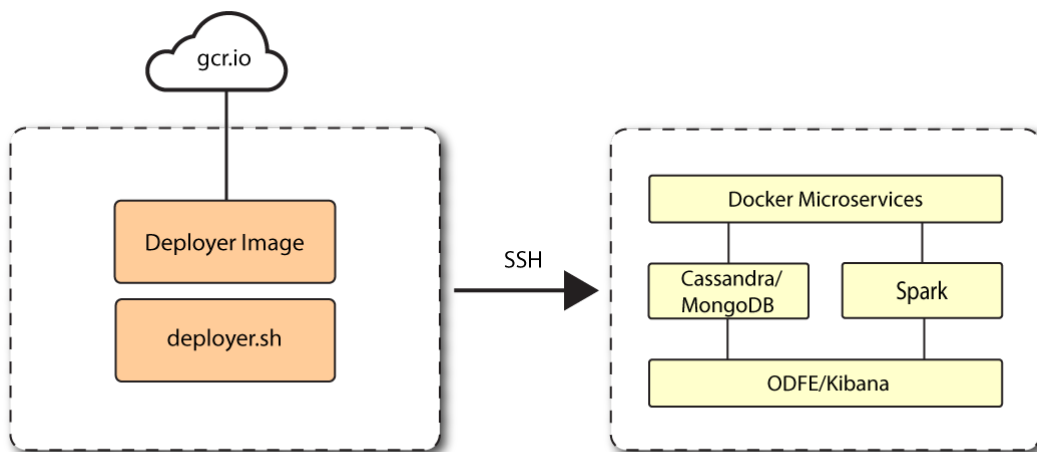 gcr.io
Deployer Image
deployer.sh
SSH
Docker Microservices
Cassandra/
MongoDB
Spark
ODFE/Kibana